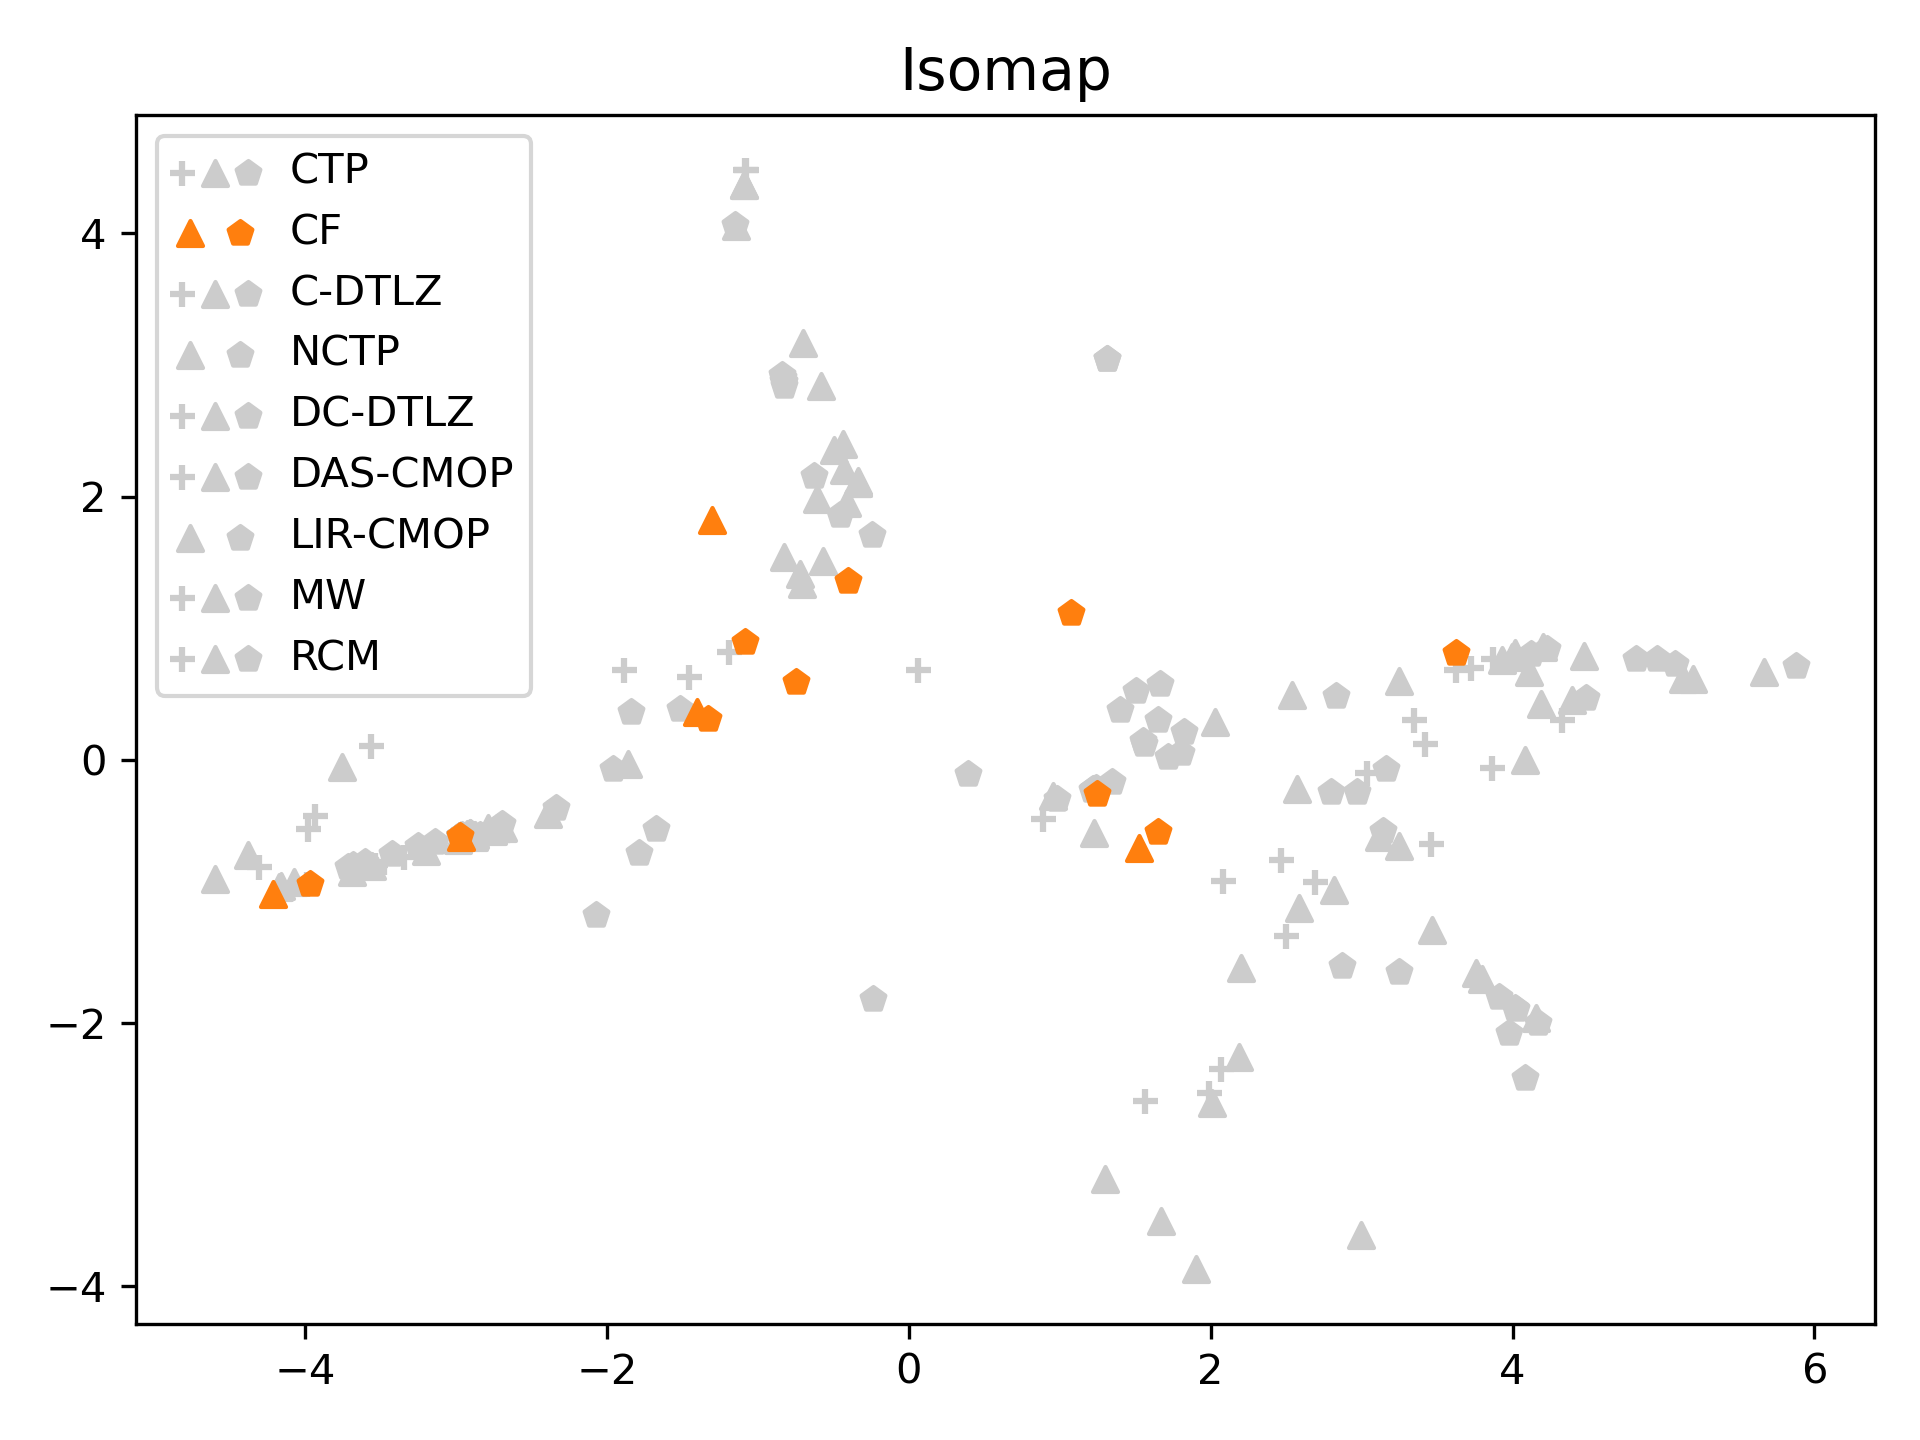 Isomap
CTP
CF
C-DTLZ
NCTP
DC-DTLZ
DAS-CMOP
LIR-CMOP
MW
RCM
4
2
0
−2
−4
−4 −2 0 2 4 6